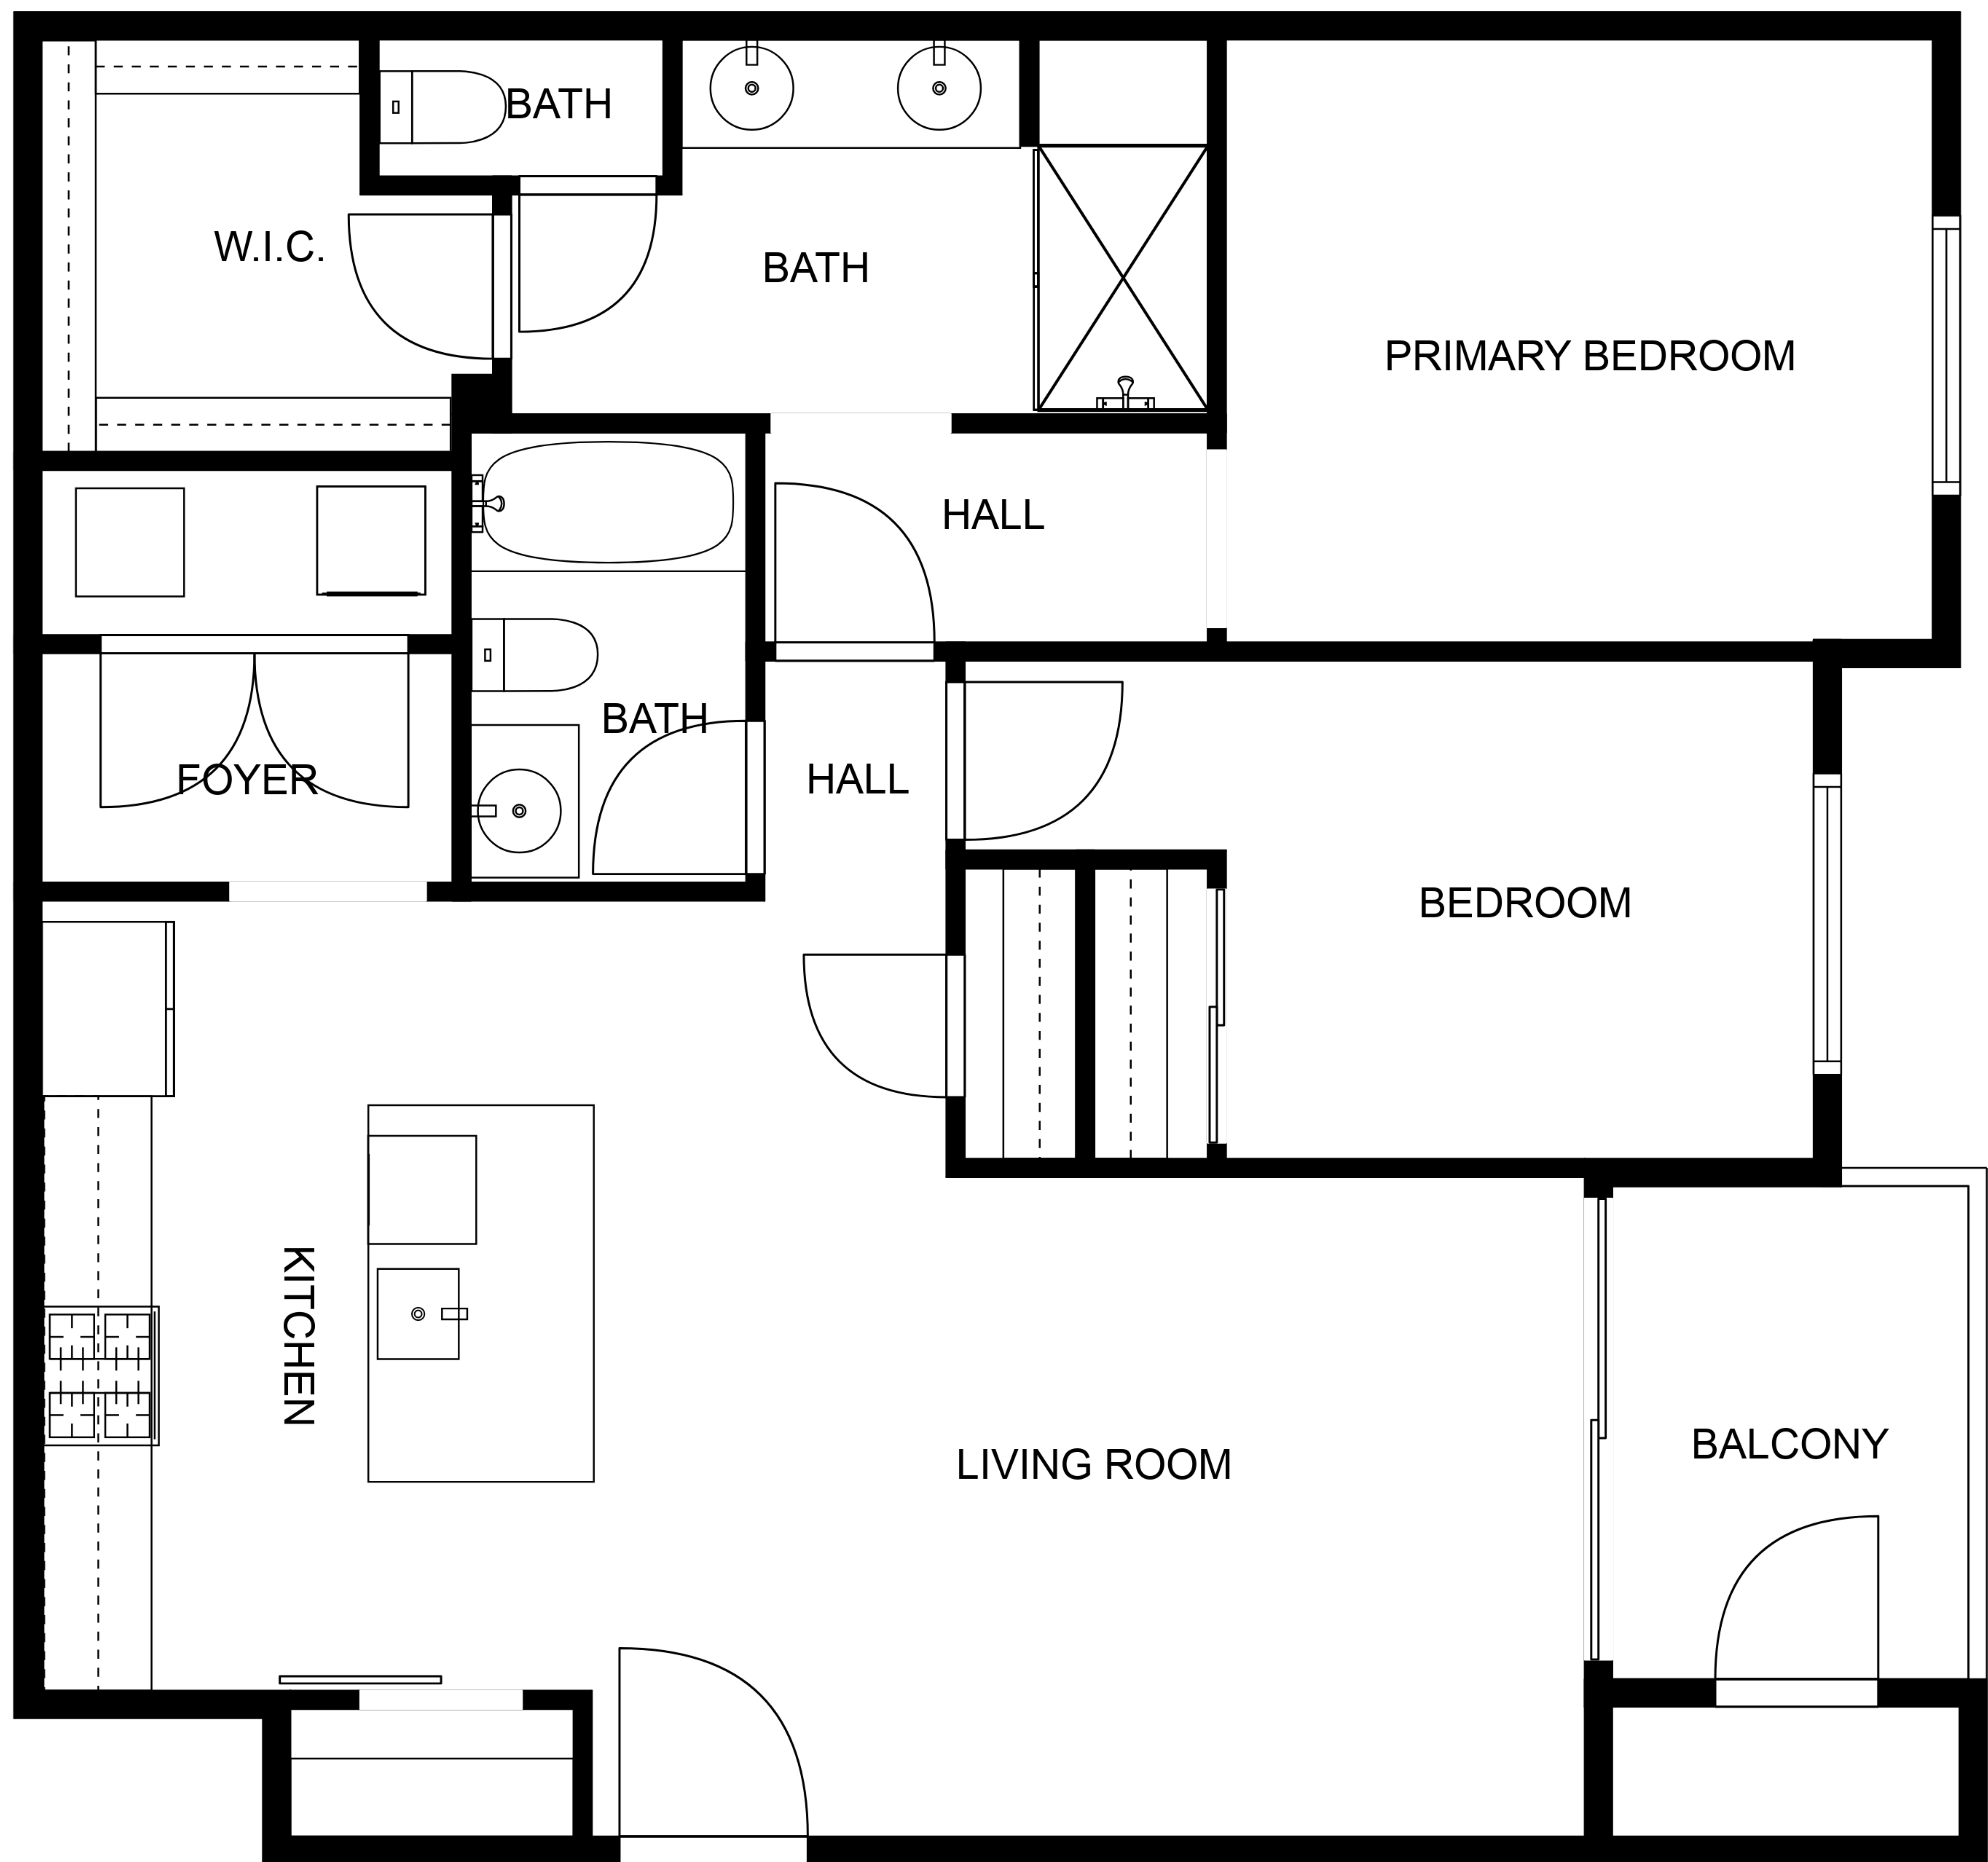 BATH
W.I.C.
BATH
PRIMARY BEDROOM
HALL
BATH
FOYER
HALL
BEDROOM
KITCHEN
LIVING ROOM
BALCONY